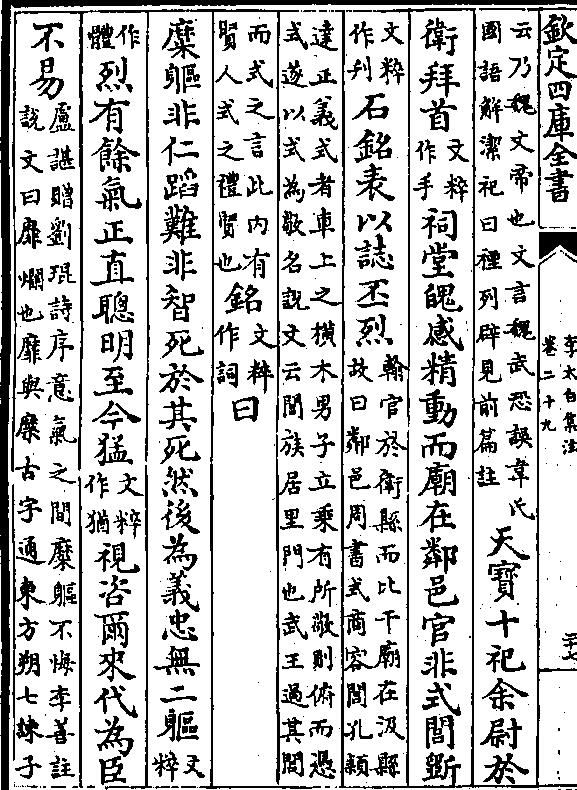 欽定四庫全書
李太白集注
卷二十九
二十七
云乃魏文帝也文言魏武恐誤韋氏
國語解潔祀曰禋列辟見前篇註
天寶十祀余尉於
衛拜首
文粹
作手
祠堂魄感精動而廟在鄰邑官非式閭斵
文粹
作刋
石銘表以誌丕烈
翰官於衛縣而比干廟在汲縣
故曰鄰邑周書式商容閭孔頴
達正義式者車上之横木男子立乘有所敬則俯而憑
式遂以式為敬名說文云閭族居里門也武王過其閭
而式之言此内有
賢人式之禮賢也
銘
文粹
作詞
曰
糜軀非仁蹈難非智死於其死然後為義忠無二軀
文
粹
作
體
烈有餘氣正直聰明至今猛
文粹
作猶
視咨爾來代為臣
不易
盧諶贈劉琨詩序意氣之間糜軀不悔李善註
說文曰靡爛也靡與糜古字通東方朔七諫子